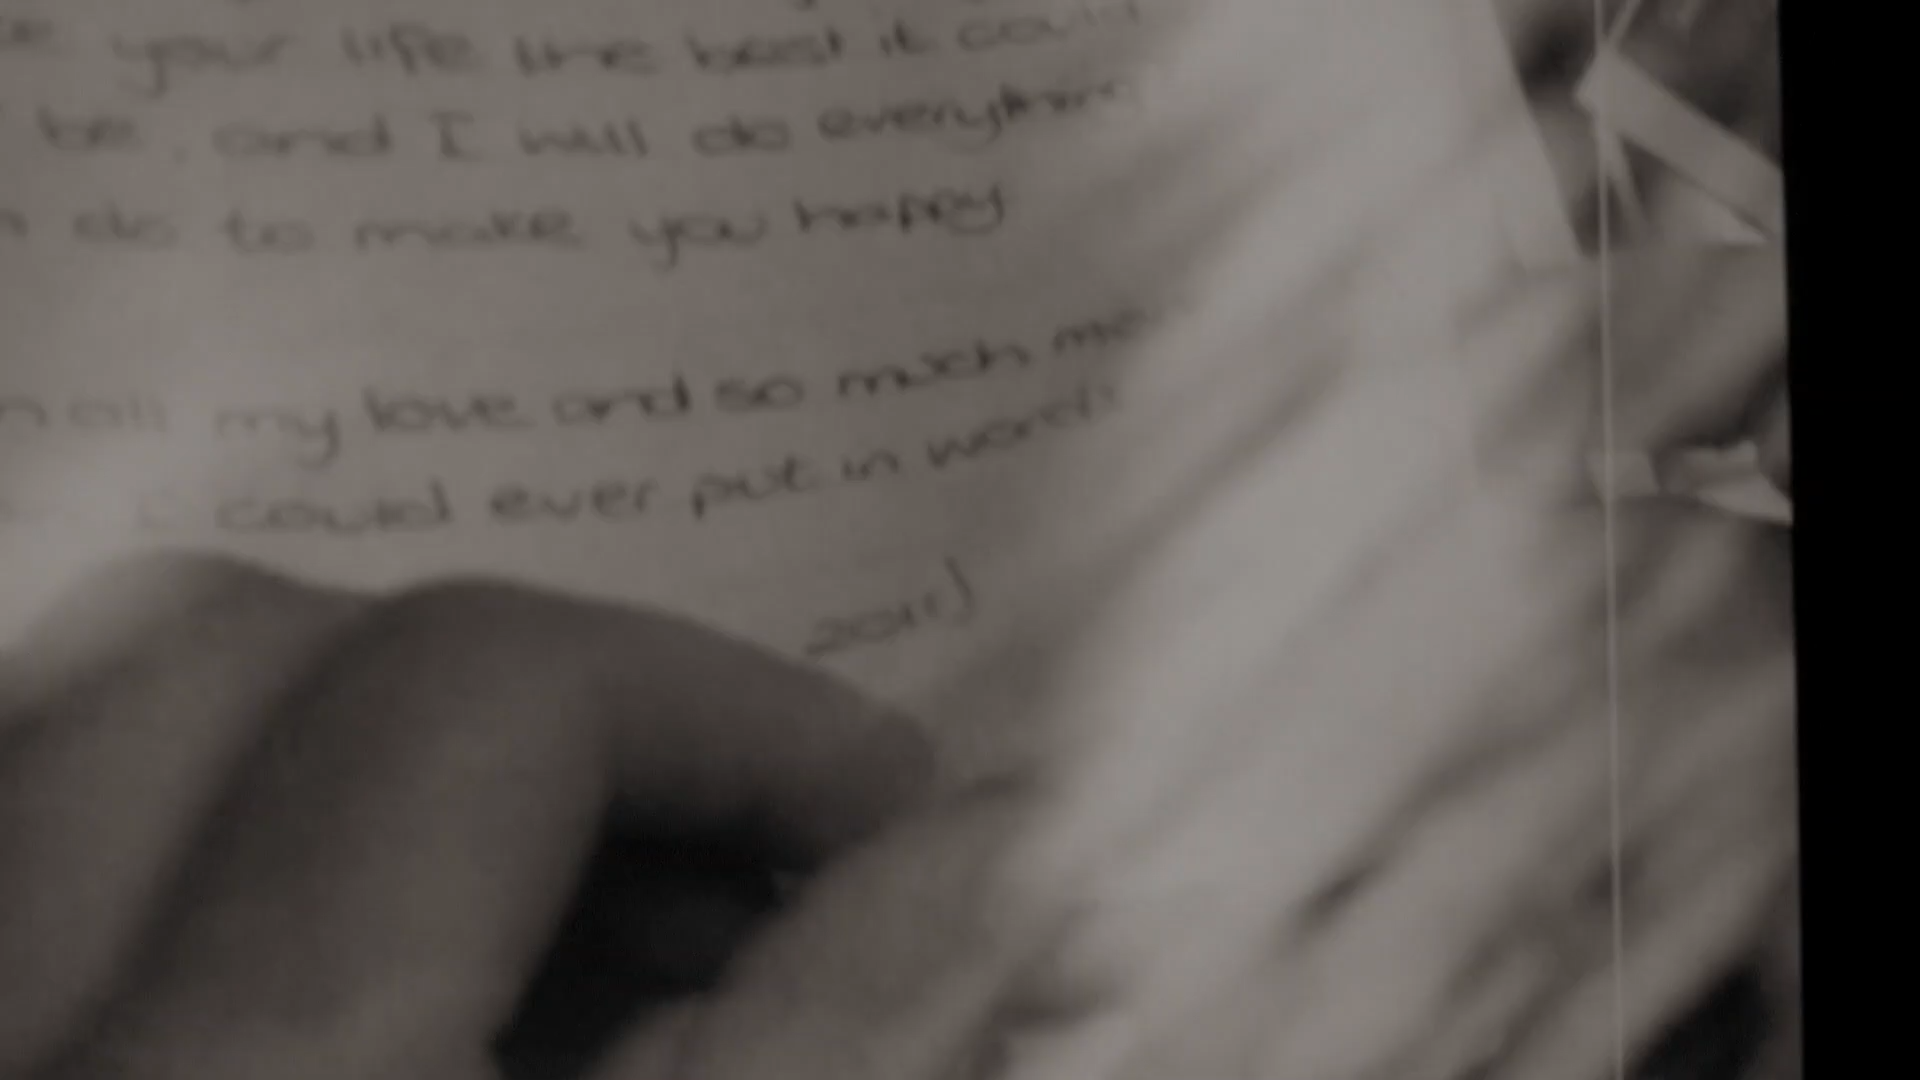 your life the best it could
be, and I will do everything
do to make you happy
all my love and so much
could ever put in words
2011)